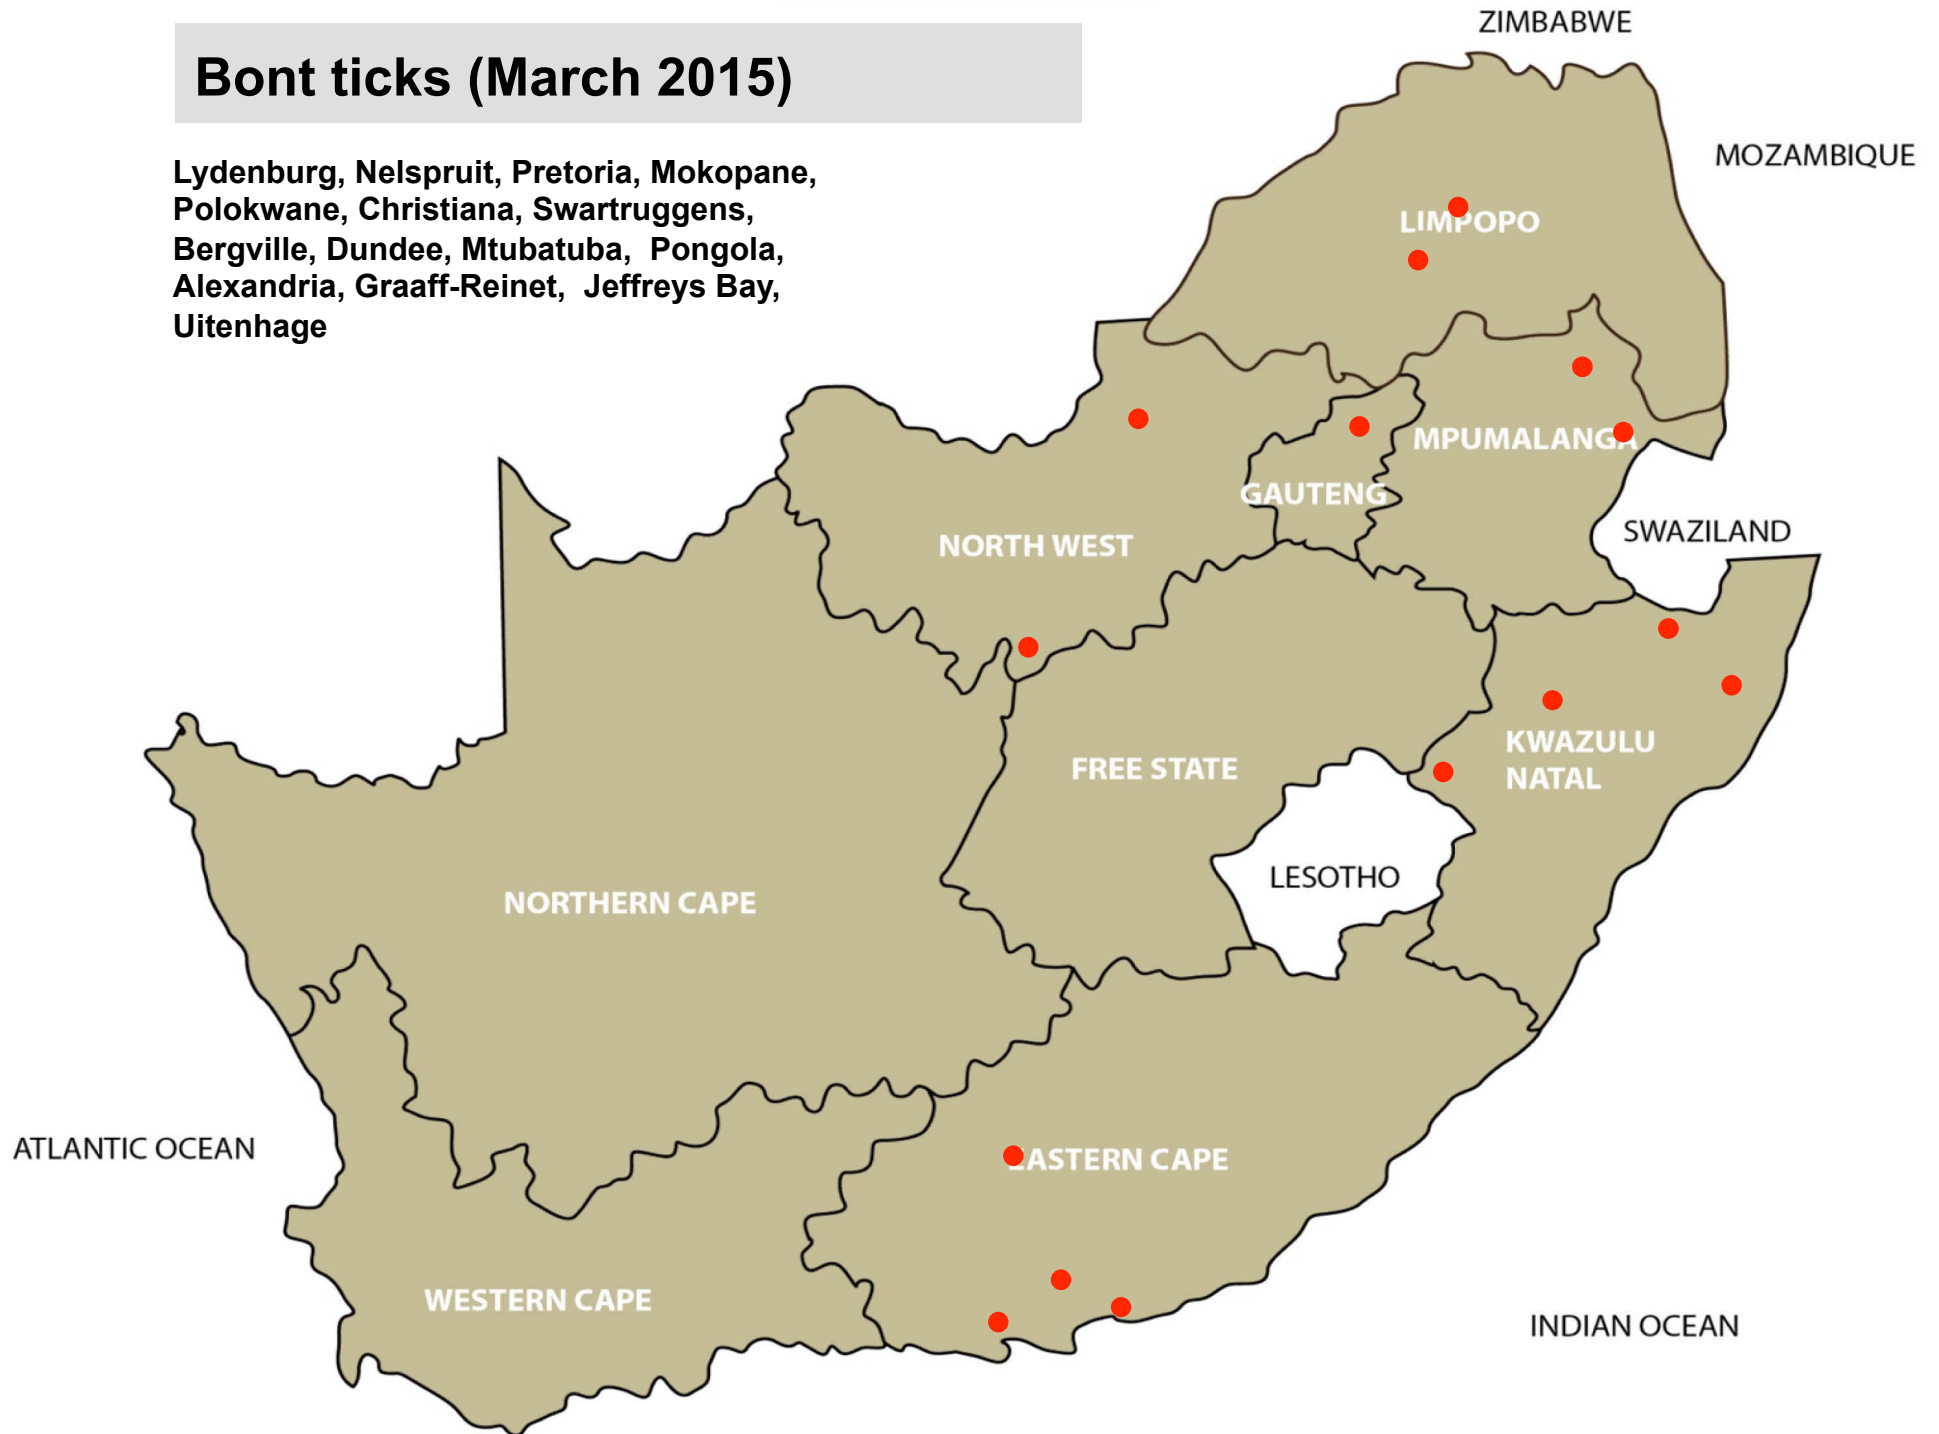 Bont ticks (March 2015)
Lydenburg, Nelspruit, Pretoria, Mokopane,
Polokwane, Christiana, Swartruggens,
Bergville, Dundee, Mtubatuba,  Pongola,
Alexandria, Graaff-Reinet,  Jeffreys Bay,
Uitenhage
ZIMBABWE
MOZAMBIQUE
LIMPOPO
MPUMALANGA
GAUTENG
SWAZILAND
NORTH WEST
KWAZULU
NATAL
FREE STATE
LESOTHO
NORTHERN CAPE
ATLANTIC OCEAN
EASTERN CAPE
WESTERN CAPE
INDIAN OCEAN